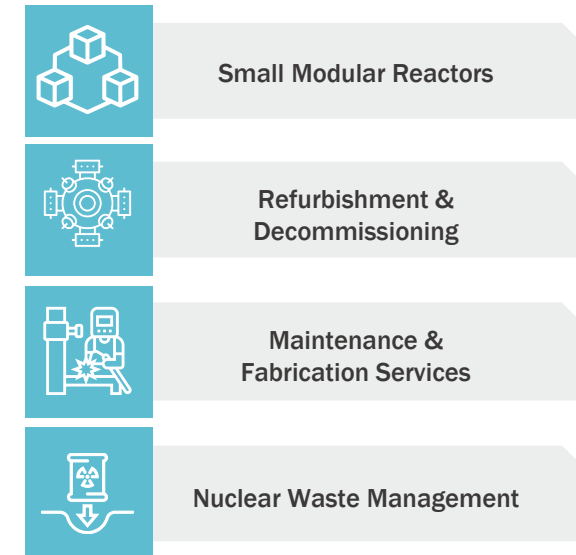 Small Modular Reactors
Refurbishment &
Decommissioning
Maintenance &
Fabrication Services
Nuclear Waste Management